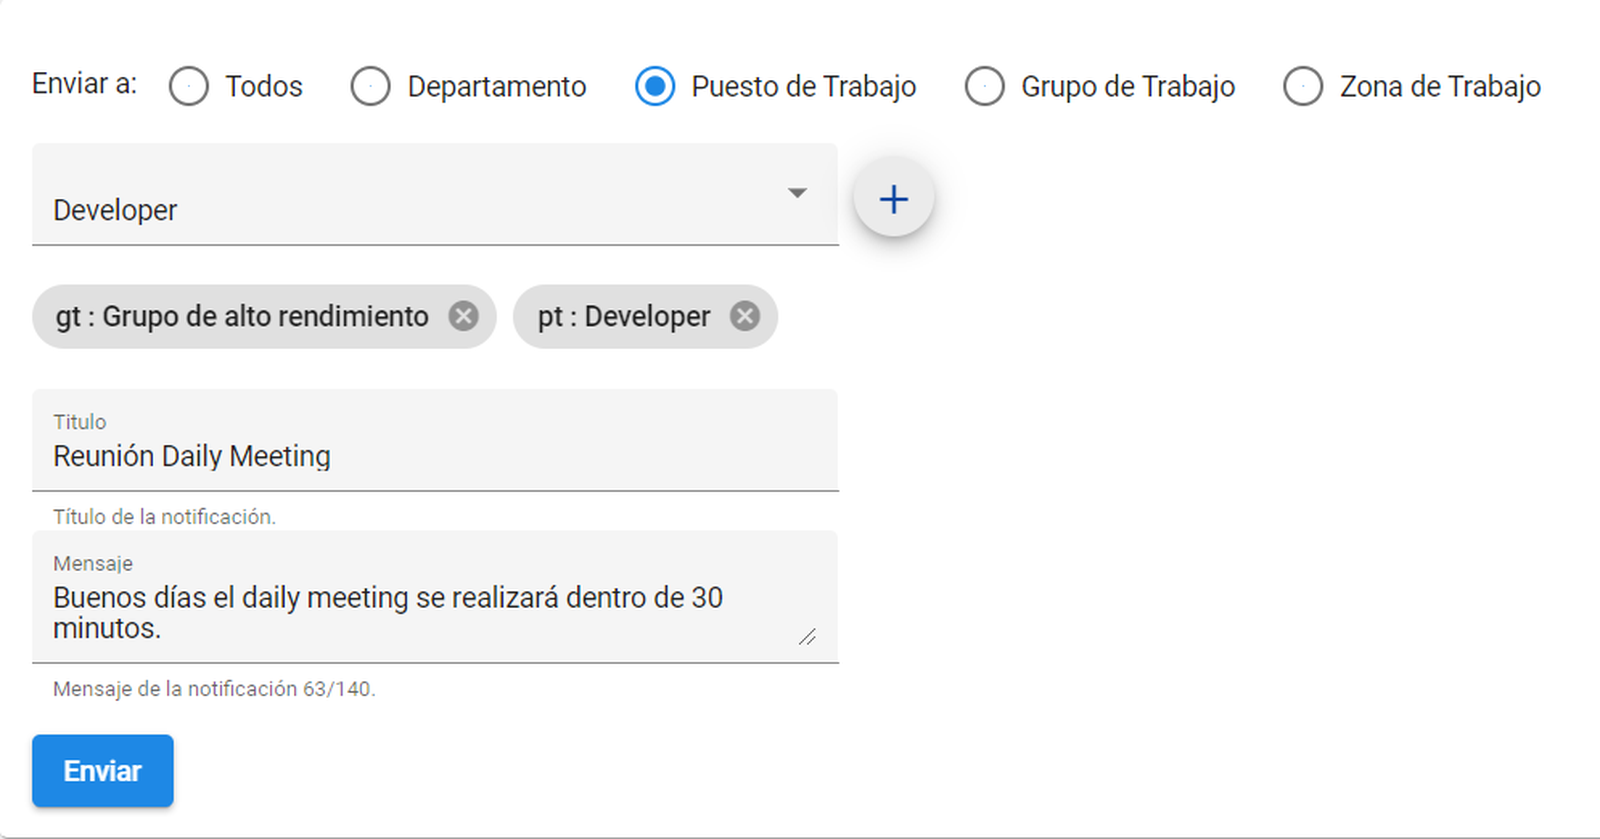 Enviar a: Todos Departamento Puesto de Trabajo Grupo de Trabajo Zona de Trabajo
Developer
gt : Grupo de alto rendimiento pt : Developer
Titulo
Reunión Daily Meeting
Título de la notificación.
Mensaje
Buenos días el daily meeting se realizará dentro de 30
minutos.
Mensaje de la notificación 63/140.
Enviar